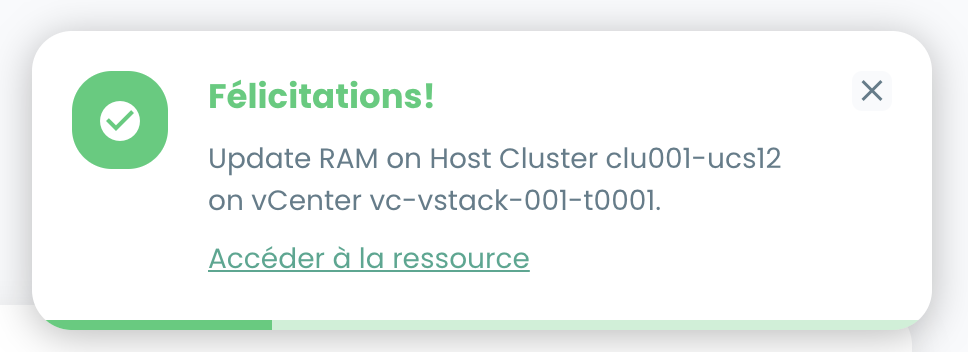 Félicitations!
Update RAM on Host Cluster clu001-ucs12
on vCenter vc-vstack-001-t0001.
Accéder à la ressource